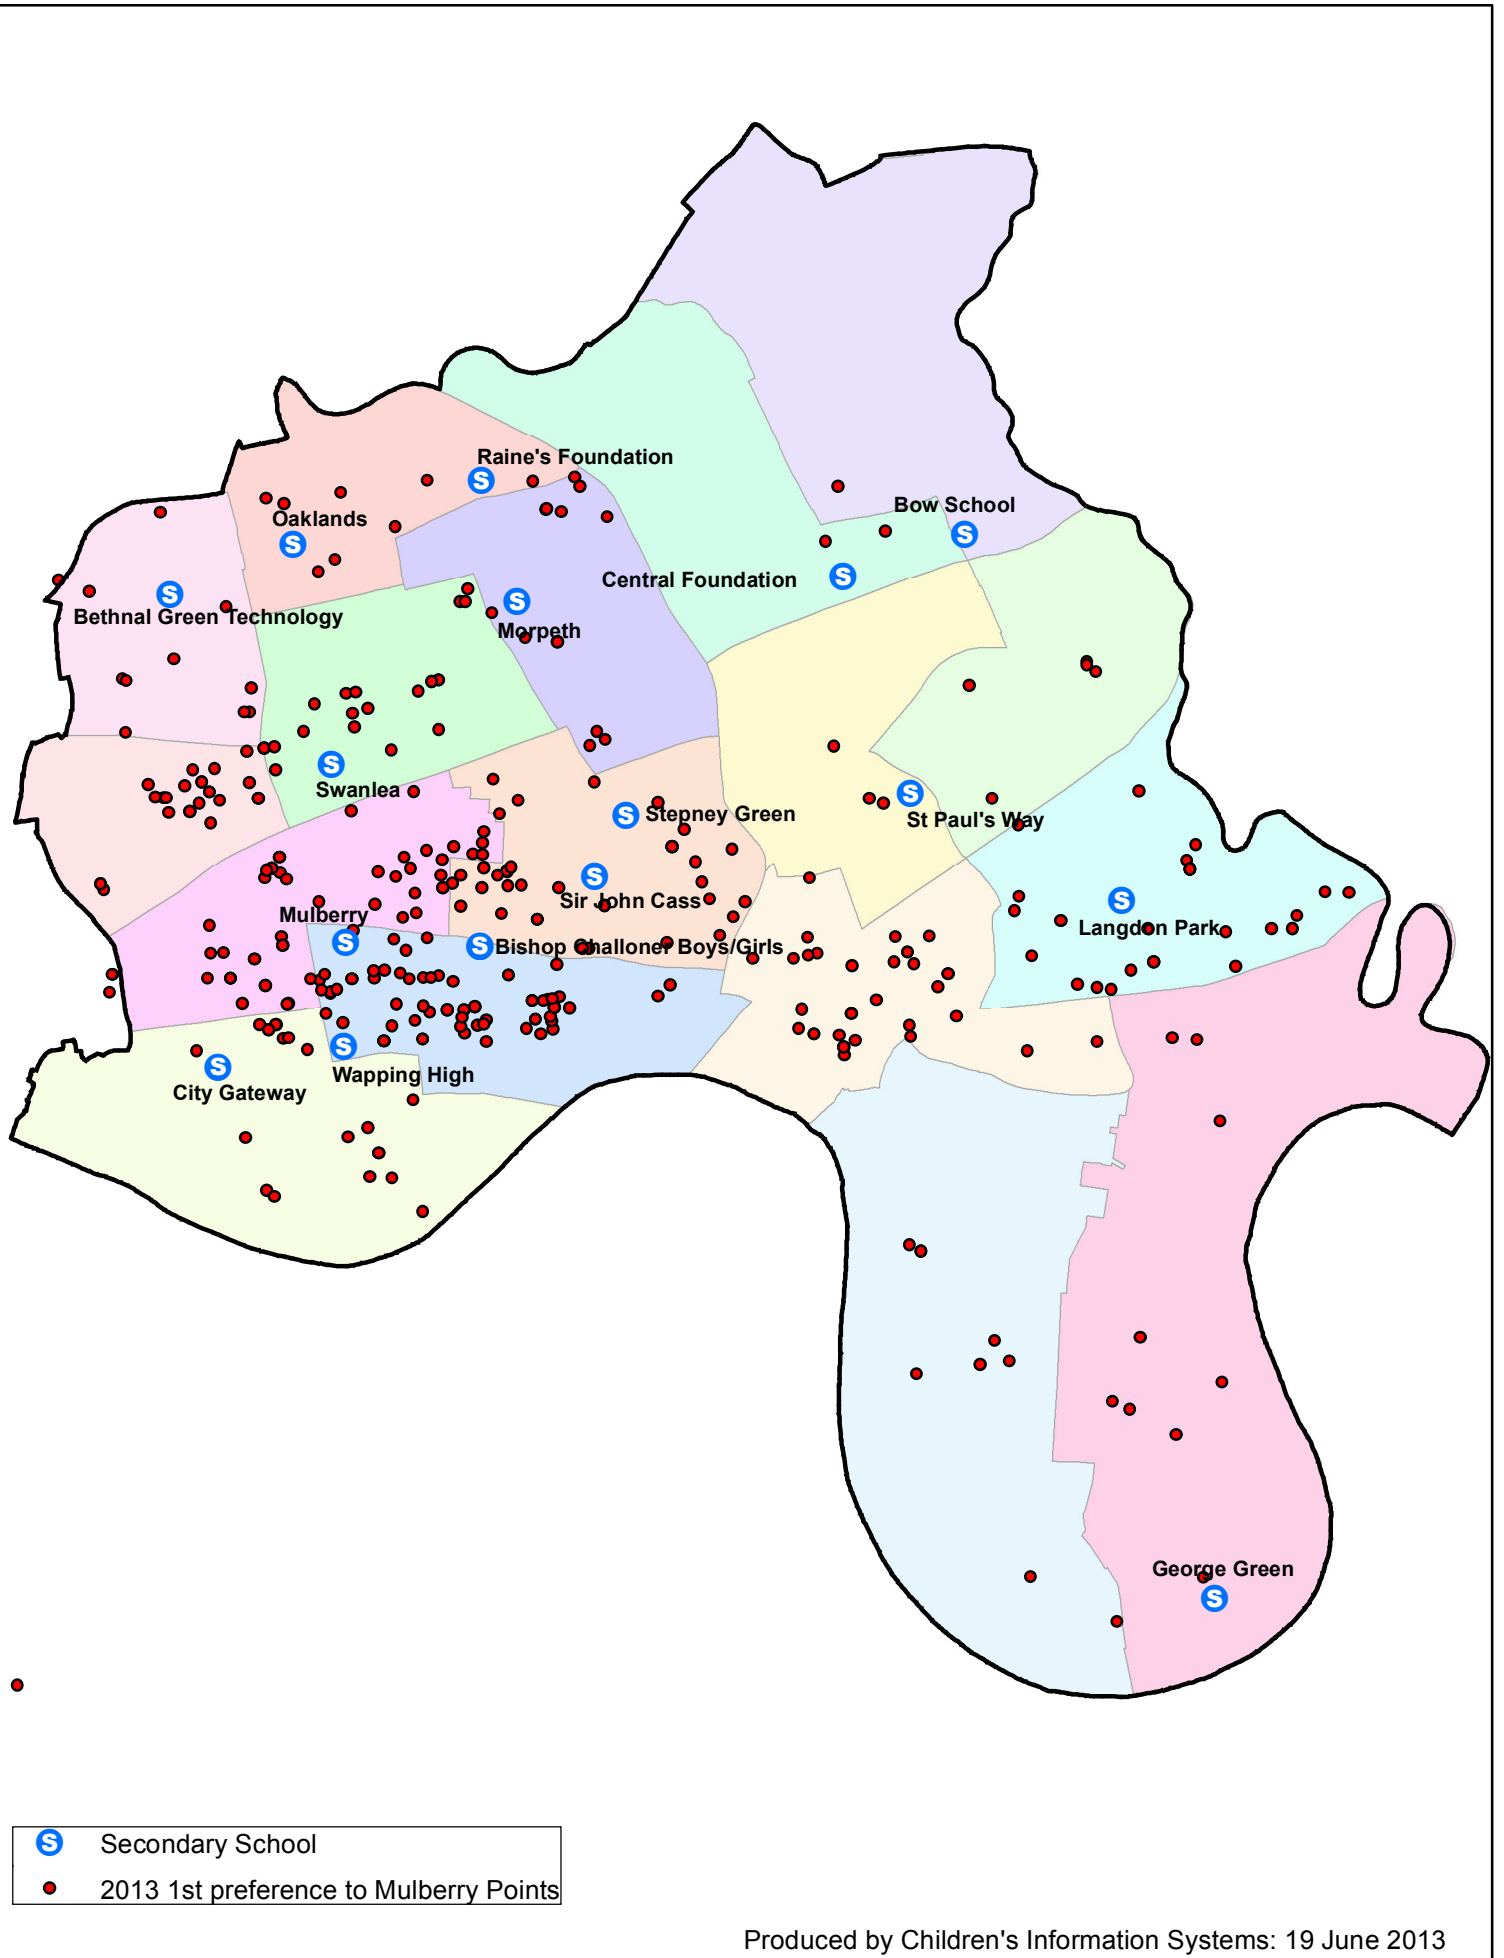 Raine's Foundation
Bow School
Oaklands
Central Foundation
Bethnal Green Technology
Morpeth
Swanlea
Stepney Green
St Paul's Way
Sir John Cass
Mulberry
Langdon Park
Bishop Challoner Boys/Girls
Wapping High
City Gateway
George Green
S Secondary School
2013 1st preference to Mulberry Points
Produced by Children's Information Systems: 19 June 2013